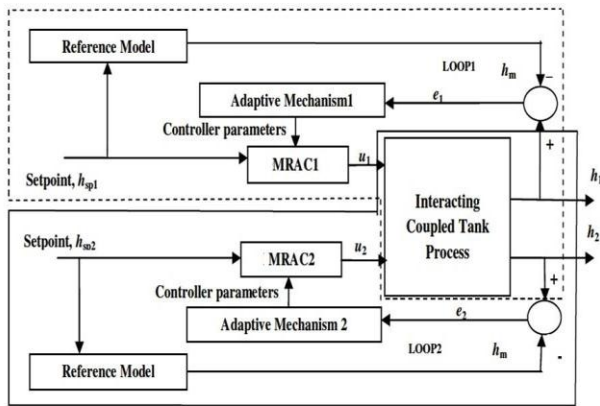 Reference Model
LOOP1
hm
–
Adaptive Mechanism1
e1
Controller parameters
+
Setpoint, hsp1
MRAC1
u1
Interacting
Coupled Tank
Process
h1
h2
Setpoint, hsp2
MRAC2
u2
Controller parameters
+
Adaptive Mechanism 2
e2
LOOP2
hm
-
Reference Model